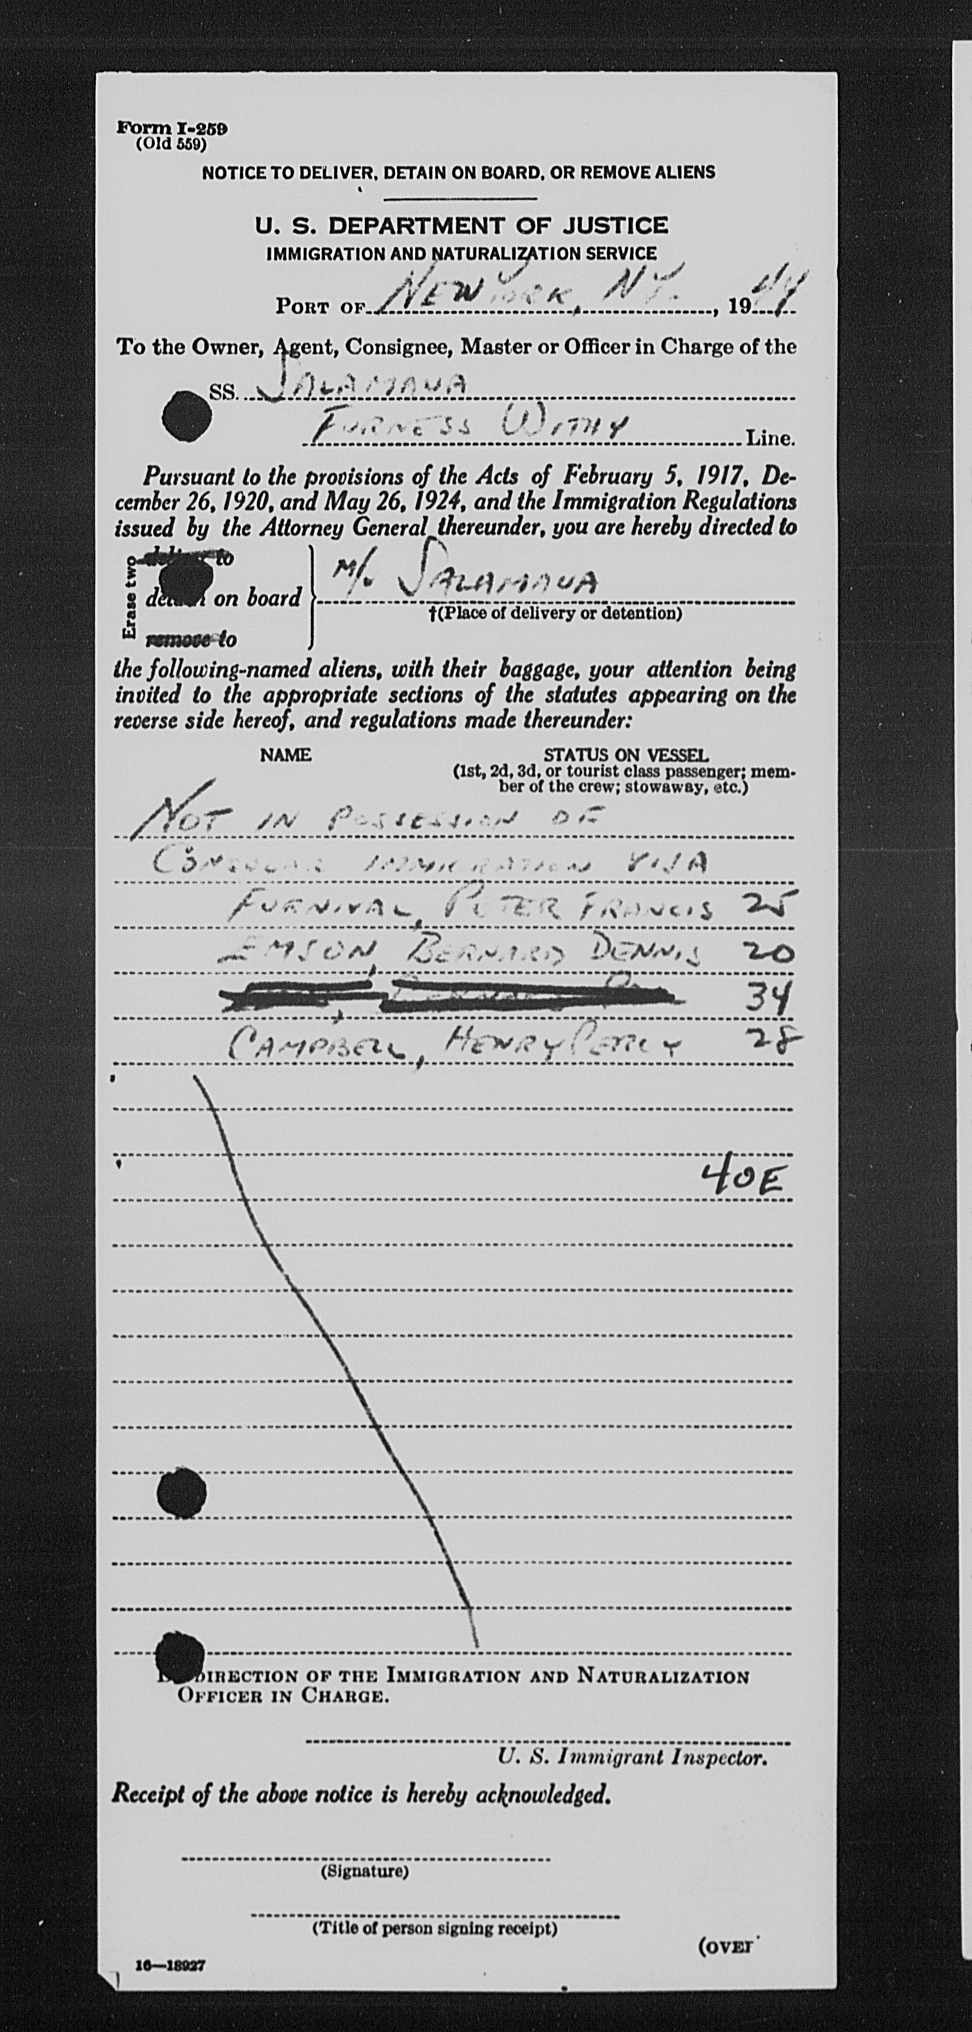 Form I-259
(Old 559)
NOTICE TO DELIVER, DETAIN ON BOARD, OR REMOVE ALIENS
U. S. DEPARTMENT OF JUSTICE
IMMIGRATION AND NATURALIZATION SERVICE
PORT OF NEW YORK, N.Y., 1944
To the Owner, Agent, Consignee, Master or Officer in Charge of the
SS. SALAMAUA
FURNESS WITHY Line.
Pursuant to the provisions of the Acts of February 5, 1917, De-
cember 26, 1920, and May 26, 1924, and the Immigration Regulations
issued by the Attorney General thereunder, you are hereby directed to
Erase two
deliver to
detain on board
remove to
M/V SALAMAUA
†(Place of delivery or detention)
the following-named aliens, with their baggage, your attention being
invited to the appropriate sections of the statutes appearing on the
reverse side hereof, and regulations made thereunder:
NAME STATUS ON VESSEL
(1st, 2d, 3d, or tourist class passenger; mem-
ber of the crew; stowaway, etc.)
NOT IN POSSESSION OF
CONSULAR IMMIGRATION VISA
FURNIVAL, PETER FRANCIS 25
EMSON, BERNARD DENNIS 20
34
CAMPBELL, HENRY PERCY 28
40E
DIRECTION OF THE IMMIGRATION AND NATURALIZATION
OFFICER IN CHARGE.
U. S. Immigrant Inspector.
Receipt of the above notice is hereby acknowledged.
(Signature)
(Title of person signing receipt)
(OVER
16—18927